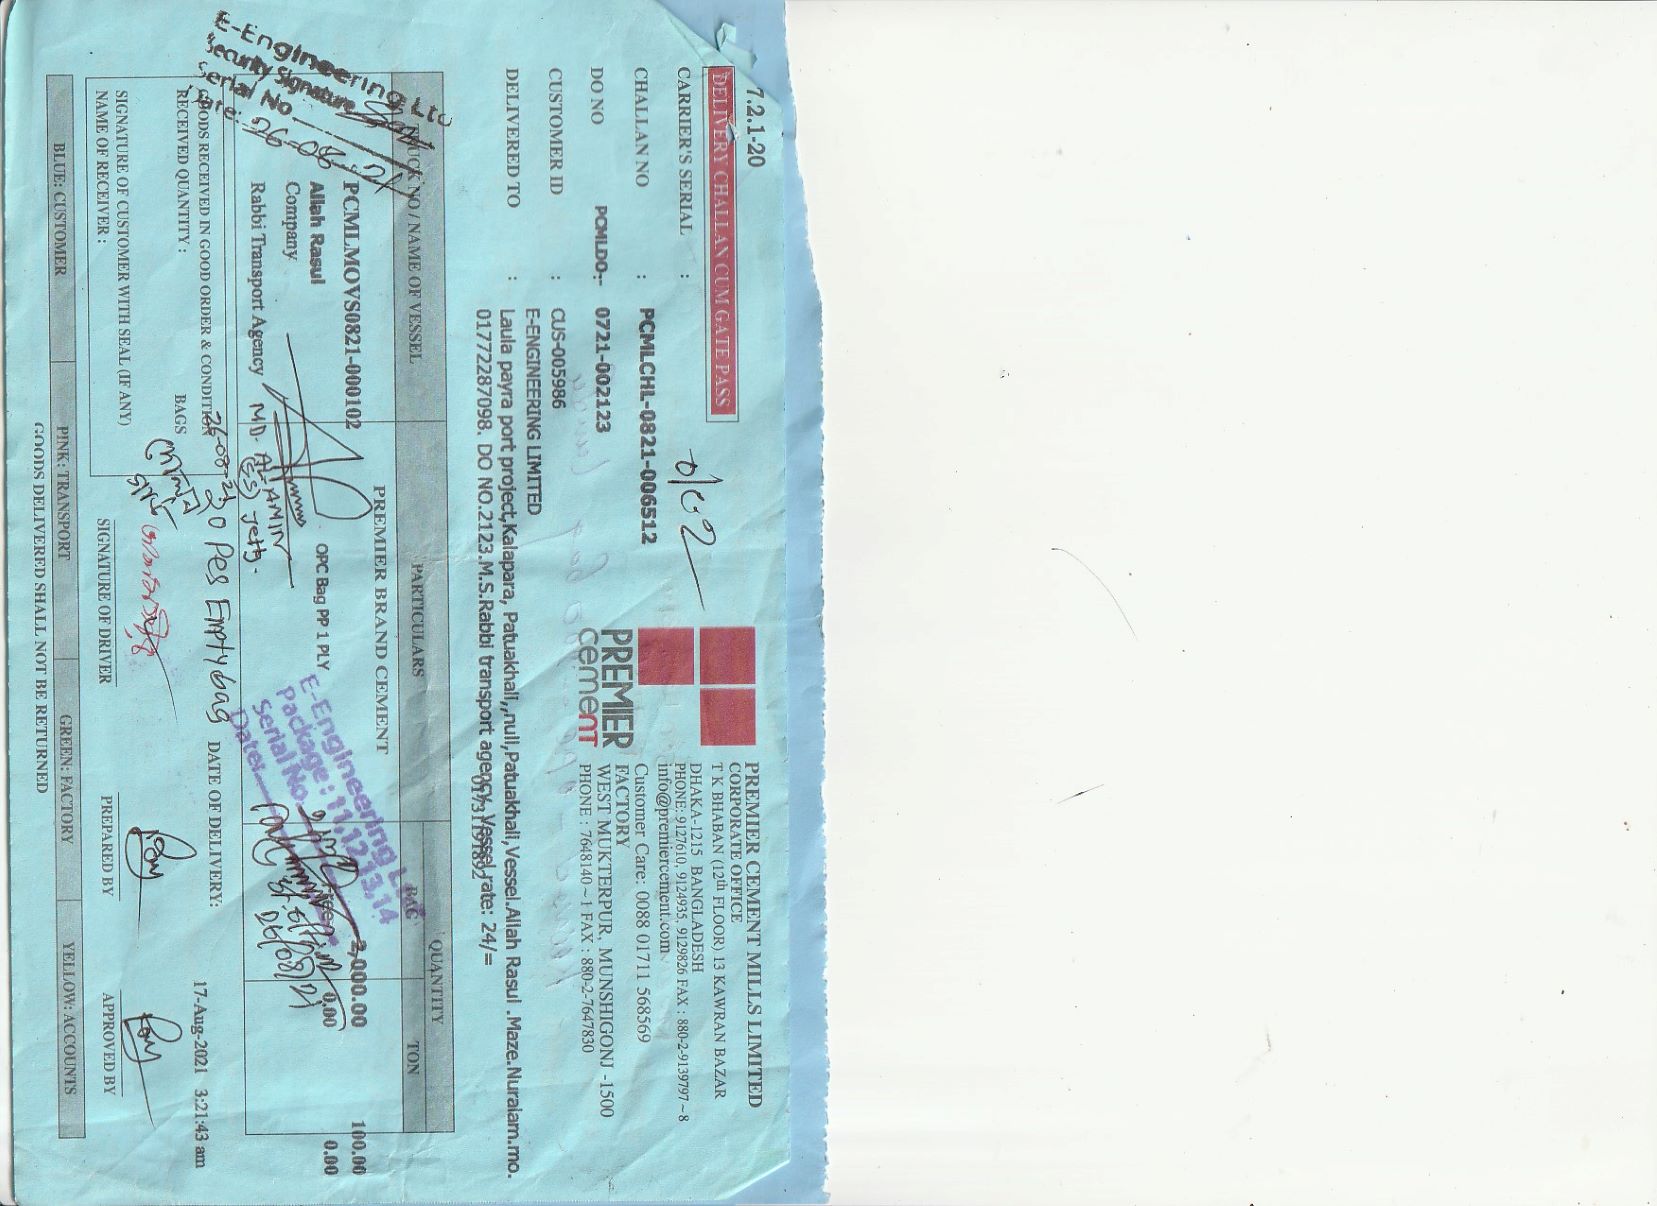 7.2.1-20
DELIVERY CHALLAN CUM GATE PASS
CARRIER'S SERIAL :
CHALLAN NO : PCMLCHL-0821-006512
DO NO PCMLDO-: 0721-002123
CUSTOMER ID : CUS-005986
DELIVERED TO : E-ENGINEERING LIMITED
Laula payra port project,Kalapara, Patuakhali,,null,Patuakhali,Vessel.Allah Rasul .Maze.Nuralam.mo.
01772287098. DO NO.2123.M.S.Rabbi transport agency.Vessel rate: 24/=
PREMIER
cement
PREMIER CEMENT MILLS LIMITED
CORPORATE OFFICE
T K BHABAN (12th FLOOR) 13 KAWRAN BAZAR
DHAKA-1215 BANGLADESH
PHONE: 9127610, 9124935, 9129826 FAX : 880-2-9139797~8
info@premiercement.com
Customer Care: 0088 01711 568569
FACTORY
WEST MUKTERPUR, MUNSHIGONJ -1500
PHONE : 7648140 - 1 FAX : 880-2-7647830
TRUCK NO / NAME OF VESSEL PARTICULARS QUANTITY
BAG TON
PREMIER BRAND CEMENT
PCMLMOVS0821-000102
Allah Rasul
Company
Rabbi Transport Agency
OPC Bag PP 1 PLY
2,000.00 100.00
0.00 0.00
MD. AL-AMIN
Jetty.
E-Engineering Ltd
Security Signature
Serial No
Date: 26-08-21
E-Engineering Ltd.
Package : 11,12,13,14
Serial No.
Date:
GOODS RECEIVED IN GOOD ORDER & CONDITION
RECEIVED QUANTITY : BAGS
26-08-21
20 Pes Empty bag
DATE OF DELIVERY:
17-Aug-2021 3:21:43 am
SIGNATURE OF CUSTOMER WITH SEAL (IF ANY)
NAME OF RECEIVER :
SIGNATURE OF DRIVER
PREPARED BY
APPROVED BY
BLUE: CUSTOMER PINK: TRANSPORT GREEN: FACTORY YELLOW: ACCOUNTS
GOODS DELIVERED SHALL NOT BE RETURNED